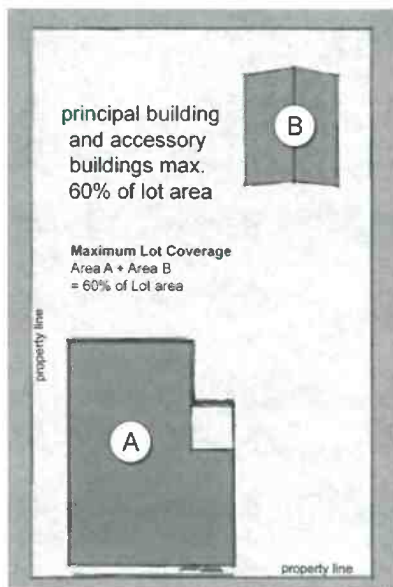 principal building
and accessory
buildings max.
60% of lot area
B
Maximum Lot Coverage
Area A + Area B
= 60% of Lot area
property line
A
property line